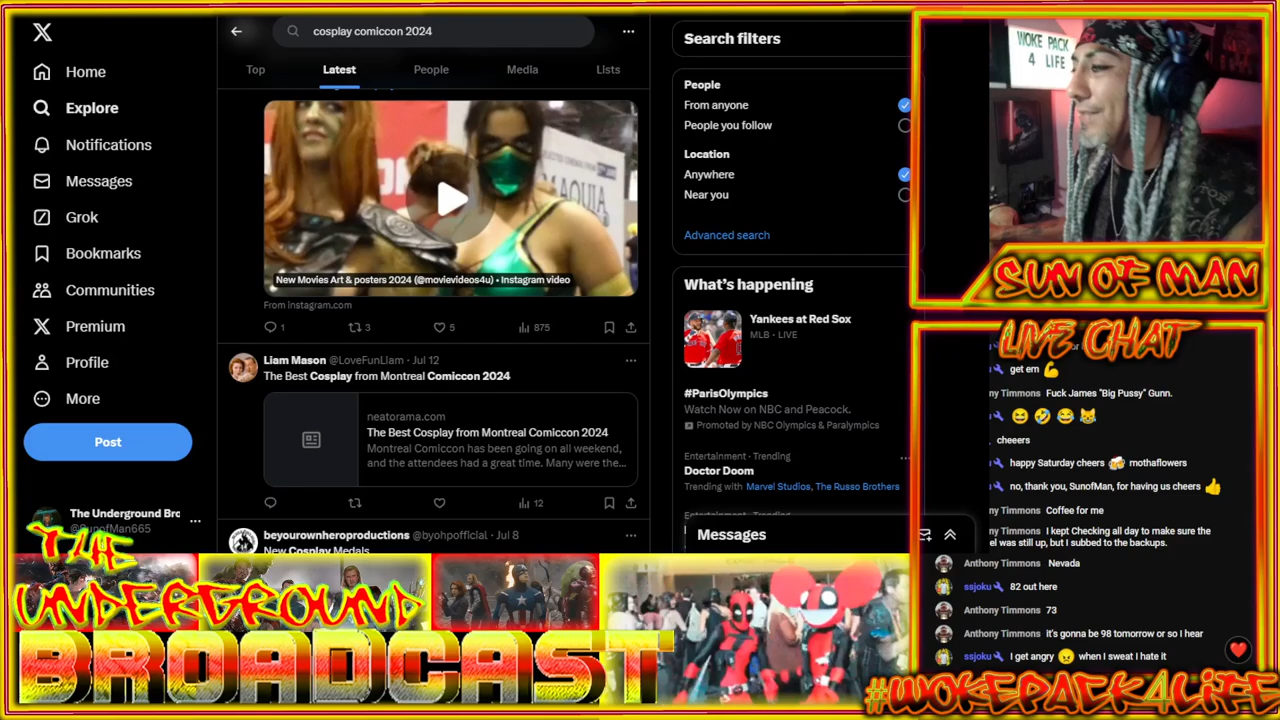 X
Home
Explore
Notifications
Messages
Grok
Bookmarks
Communities
Premium
Profile
More
Post
The Underground Bro
@SunofMan665
cosplay comiccon 2024
Top
Latest
People
Media
Lists
New Movies Art & posters 2024 (@movievideos4u) • Instagram video
From instagram.com
1
3
5
875
Liam Mason @LoveFunLiam · Jul 12
The Best Cosplay from Montreal Comiccon 2024
neatorama.com
The Best Cosplay from Montreal Comiccon 2024
Montreal Comiccon has been going on all weekend,
and the attendees had a great time. Many were the...
12
beyourownheroproductions @byohpofficial · Jul 8
New Cosplay Medals
Search filters
People
From anyone
People you follow
Location
Anywhere
Near you
Advanced search
What's happening
Yankees at Red Sox
MLB · LIVE
#ParisOlympics
Watch Now on NBC and Peacock.
Promoted by NBC Olympics & Paralympics
Entertainment · Trending
Doctor Doom
Trending with Marvel Studios, The Russo Brothers
Entertainment · Trending
Messages
WOKE PACK
4 LIFE
SUN OF MAN
LIVE CHAT
get em 💪
ny Timmons Fuck James "Big Pussy" Gunn.
😆 🤣 😂 😹
cheeers
happy Saturday cheers 🍻 mothaflowers
no, thank you, SunofMan, for having us cheers 👍
Coffee for me
Timmons I kept Checking all day to make sure the
el was still up, but I subbed to the backups.
Anthony Timmons Nevada
ssjoku 82 out here
Anthony Timmons 73
Anthony Timmons it's gonna be 98 tomorrow or so I hear
ssjoku I get angry 😠 when I sweat I hate it
THE
UNDERGROUND
BROADCAST
#WOKEPACK4LIFE